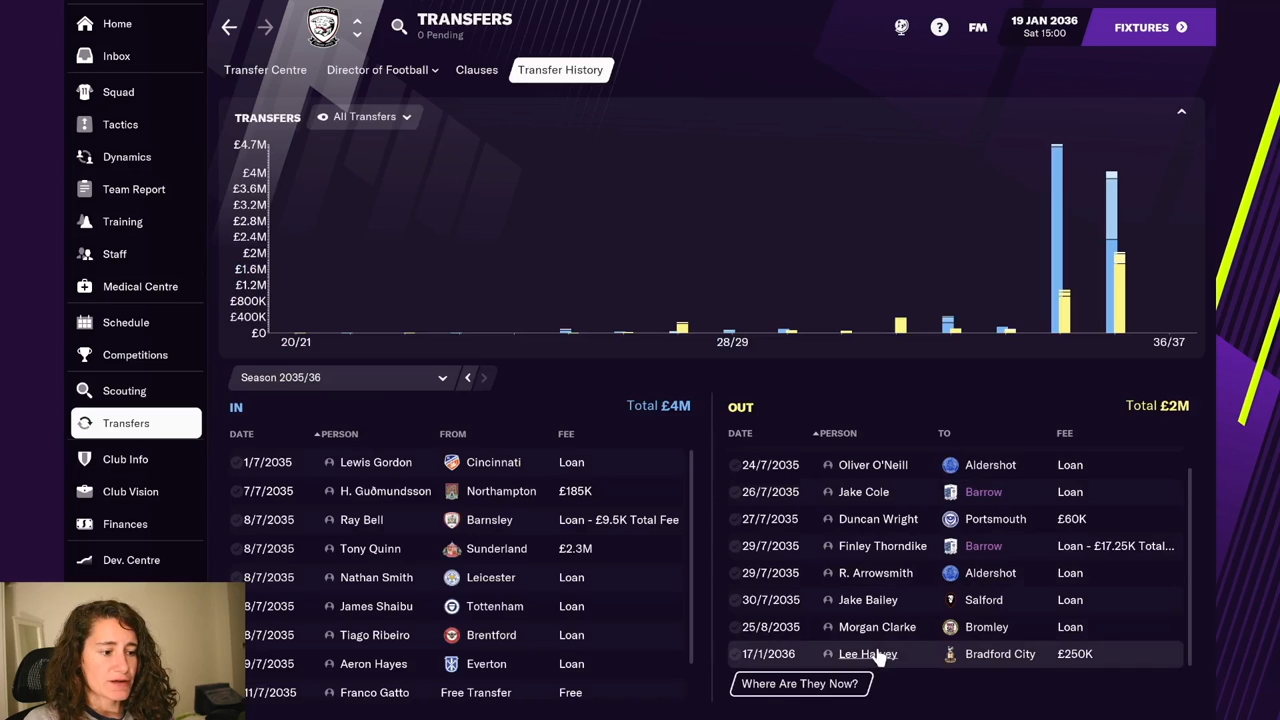 Home
Inbox
Squad
Tactics
Dynamics
Team Report
Training
Staff
Medical Centre
Schedule
Competitions
Scouting
Transfers
Club Info
Club Vision
Finances
Dev. Centre
TRANSFERS
0 Pending
FM
19 JAN 2036
Sat 15:00
FIXTURES
Transfer Centre
Director of Football
Clauses
Transfer History
TRANSFERS
All Transfers
£4.7M
£4M
£3.6M
£3.2M
£2.8M
£2.4M
£2M
£1.6M
£1.2M
£800K
£400K
£0
20/21
28/29
36/37
Season 2035/36
IN
Total £4M
DATE PERSON FROM FEE
1/7/2035 Lewis Gordon Cincinnati Loan
7/7/2035 H. Guðmundsson Northampton £185K
8/7/2035 Ray Bell Barnsley Loan - £9.5K Total Fee
8/7/2035 Tony Quinn Sunderland £2.3M
8/7/2035 Nathan Smith Leicester Loan
8/7/2035 James Shaibu Tottenham Loan
8/7/2035 Tiago Ribeiro Brentford Loan
9/7/2035 Aeron Hayes Everton Loan
11/7/2035 Franco Gatto Free Transfer Free
OUT
Total £2M
DATE PERSON TO FEE
24/7/2035 Oliver O'Neill Aldershot Loan
26/7/2035 Jake Cole Barrow Loan
27/7/2035 Duncan Wright Portsmouth £60K
29/7/2035 Finley Thorndike Barrow Loan - £17.25K Total...
29/7/2035 R. Arrowsmith Aldershot Loan
30/7/2035 Jake Bailey Salford Loan
25/8/2035 Morgan Clarke Bromley Loan
17/1/2036 Lee Bradford City £250K
Where Are They Now?